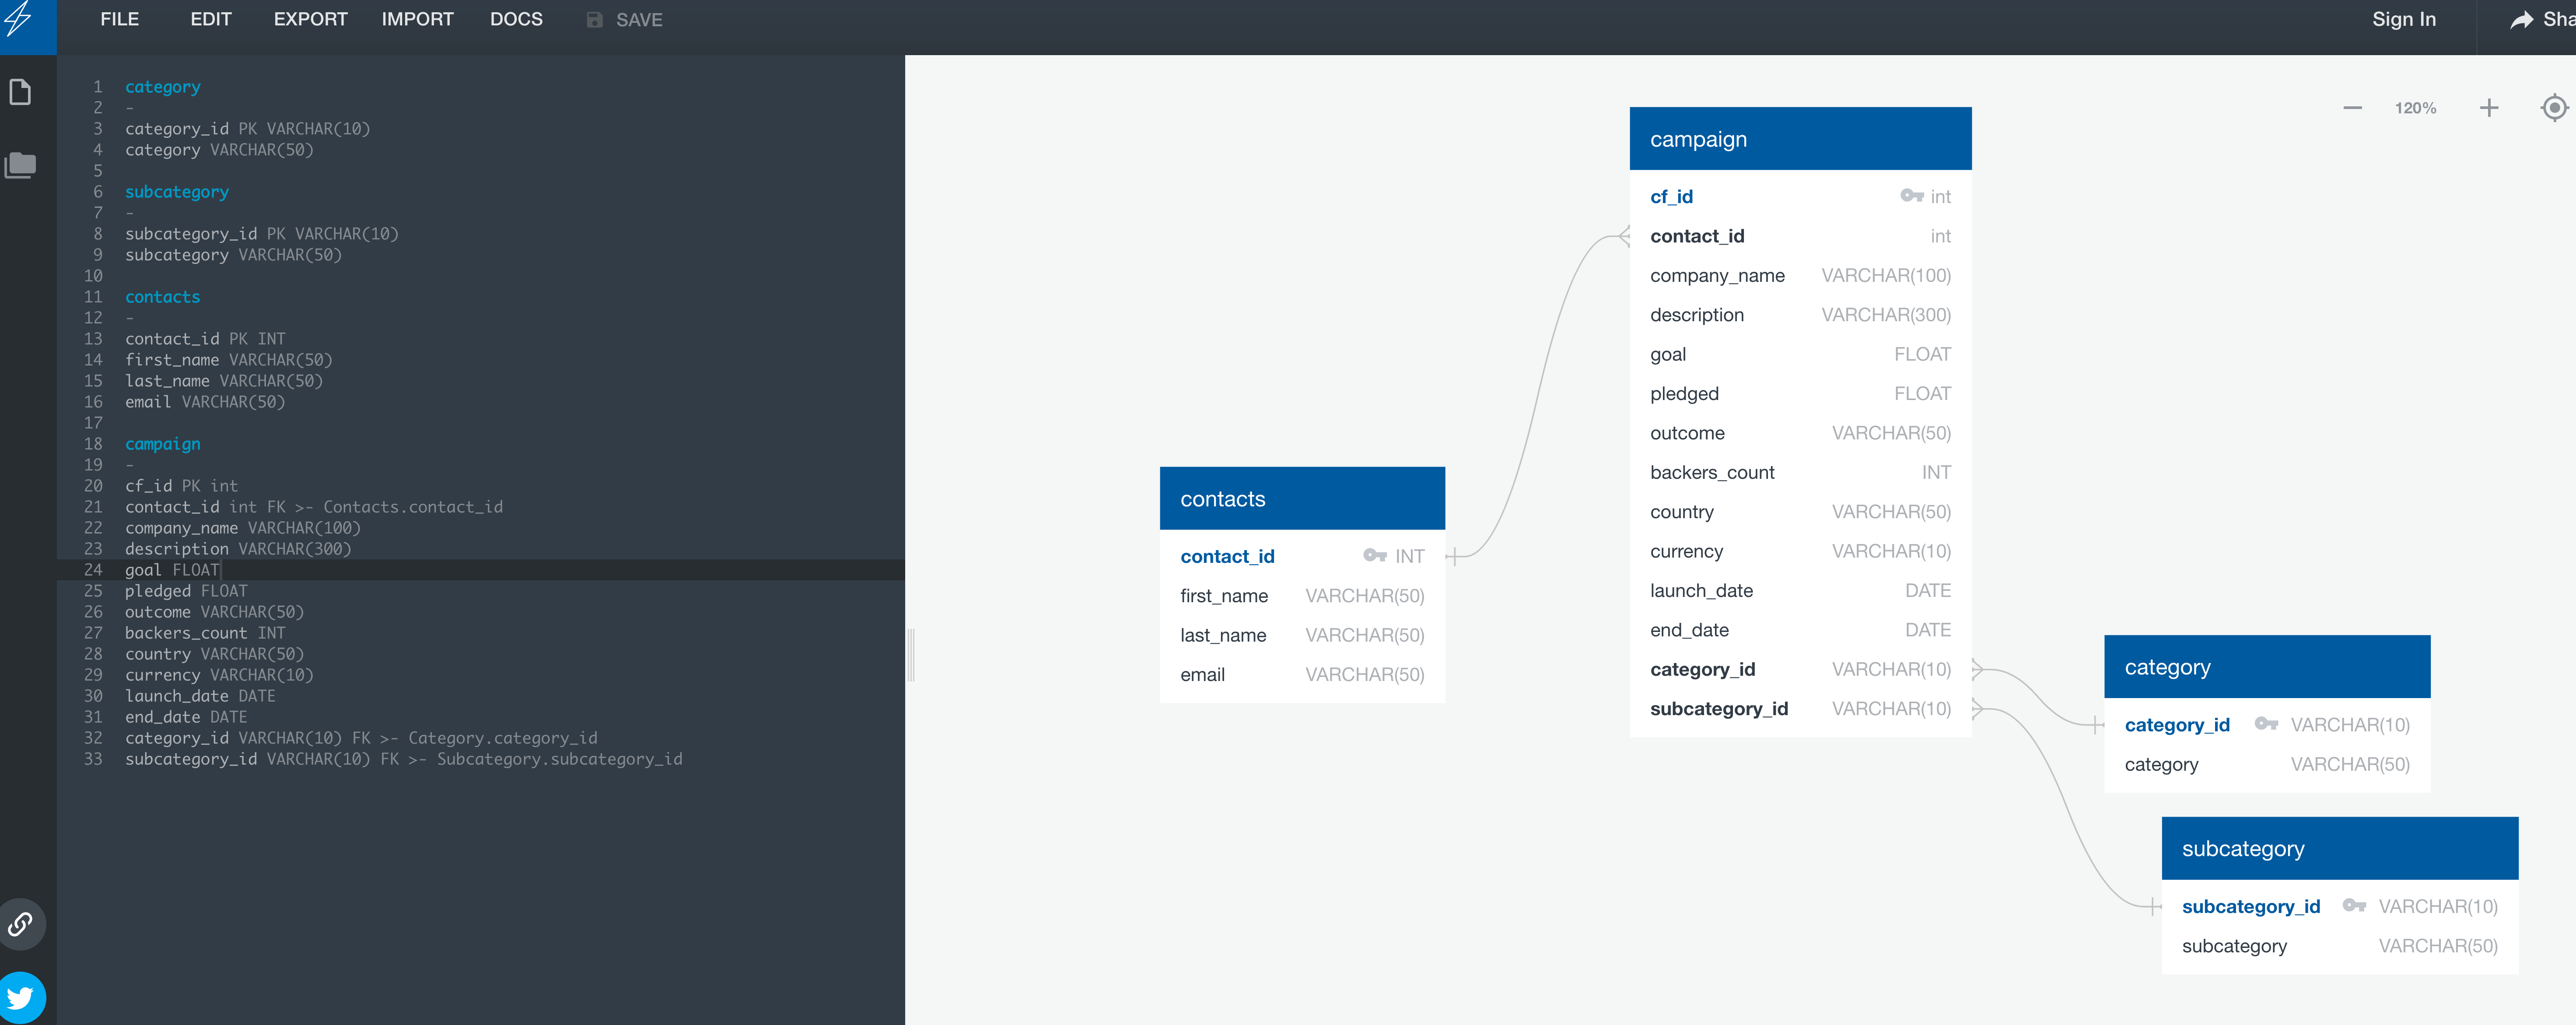 FILE EDIT EXPORT IMPORT DOCS SAVE Sign In Sha
1 category
2 -
3 category_id PK VARCHAR(10)
4 category VARCHAR(50)
5
6 subcategory
7 -
8 subcategory_id PK VARCHAR(10)
9 subcategory VARCHAR(50)
10
11 contacts
12 -
13 contact_id PK INT
14 first_name VARCHAR(50)
15 last_name VARCHAR(50)
16 email VARCHAR(50)
17
18 campaign
19 -
20 cf_id PK int
21 contact_id int FK >- Contacts.contact_id
22 company_name VARCHAR(100)
23 description VARCHAR(300)
24 goal FLOAT
25 pledged FLOAT
26 outcome VARCHAR(50)
27 backers_count INT
28 country VARCHAR(50)
29 currency VARCHAR(10)
30 launch_date DATE
31 end_date DATE
32 category_id VARCHAR(10) FK >- Category.category_id
33 subcategory_id VARCHAR(10) FK >- Subcategory.subcategory_id
120%
campaign
cf_id int
contact_id int
company_name VARCHAR(100)
description VARCHAR(300)
goal FLOAT
pledged FLOAT
outcome VARCHAR(50)
backers_count INT
country VARCHAR(50)
currency VARCHAR(10)
launch_date DATE
end_date DATE
category_id VARCHAR(10)
subcategory_id VARCHAR(10)
contacts
contact_id INT
first_name VARCHAR(50)
last_name VARCHAR(50)
email VARCHAR(50)
category
category_id VARCHAR(10)
category VARCHAR(50)
subcategory
subcategory_id VARCHAR(10)
subcategory VARCHAR(50)